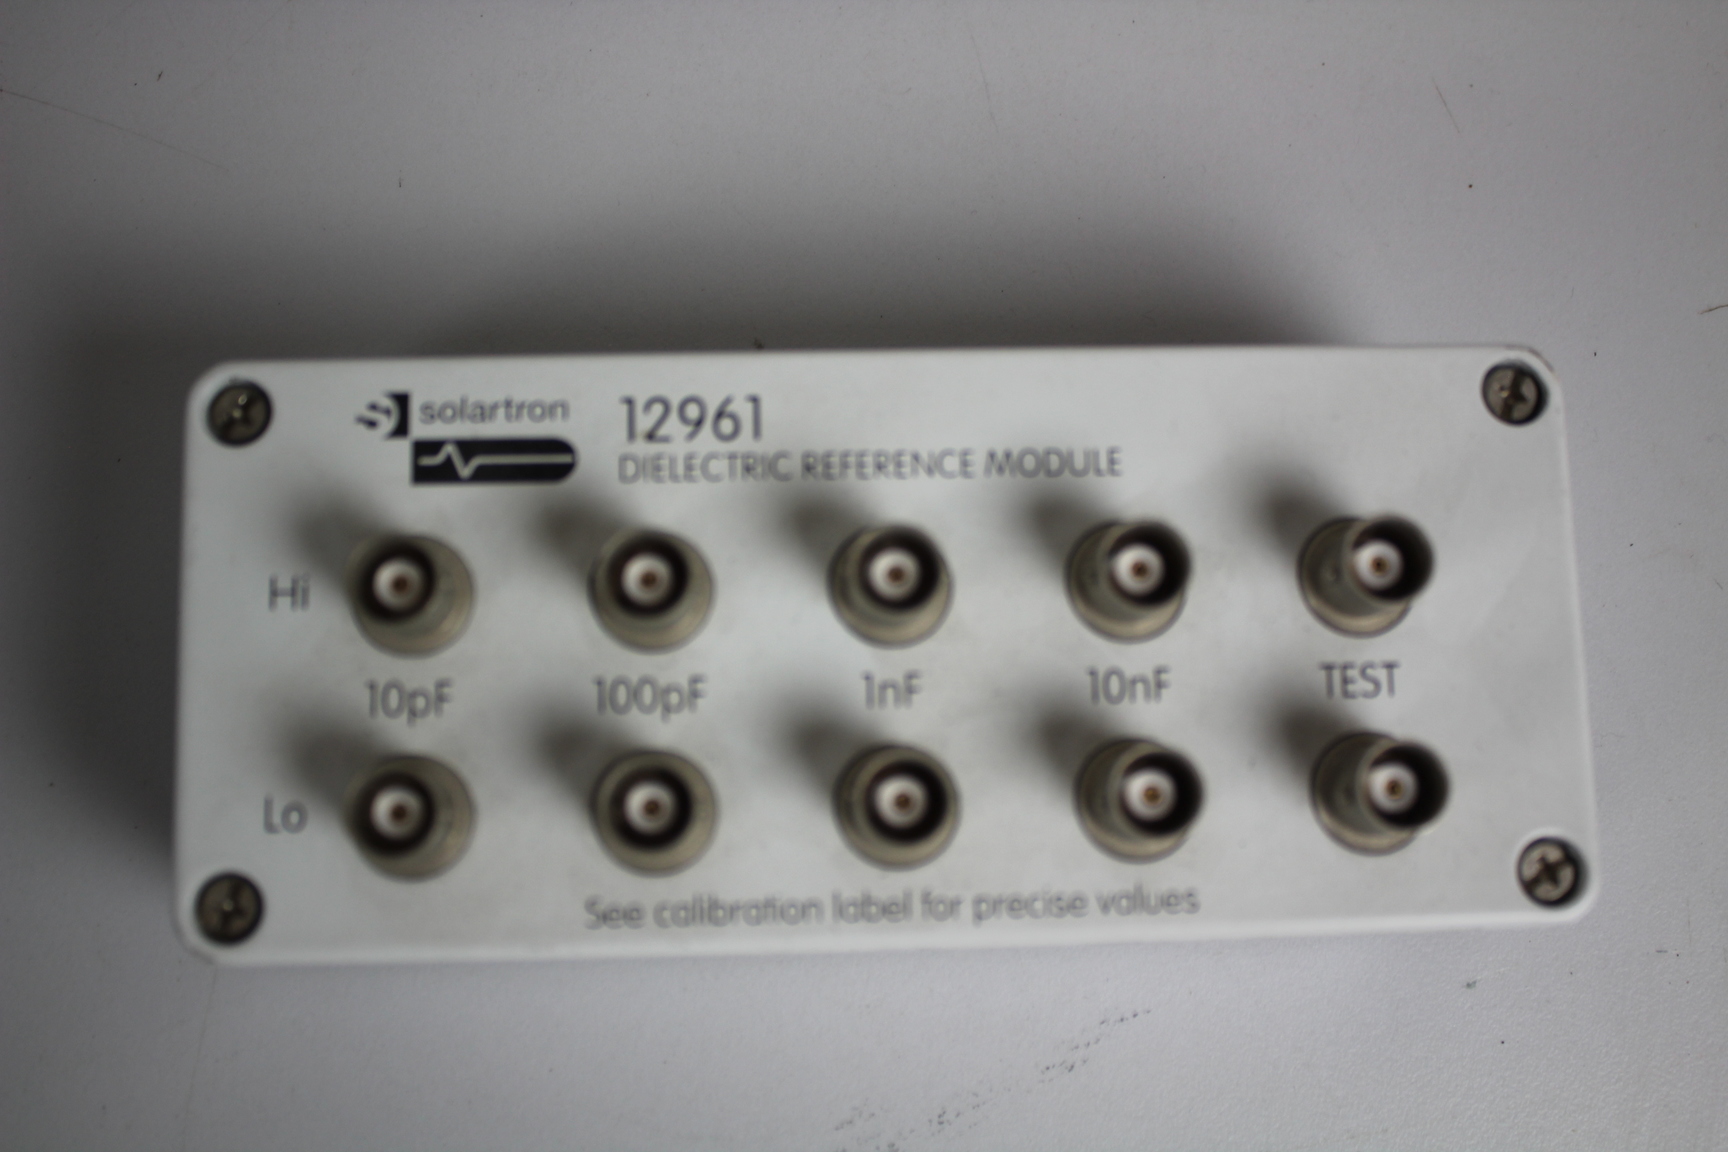 solartron
12961
DIELECTRIC REFERENCE MODULE
Hi
10pF 100pF 1nF 10nF TEST
Lo
See calibration label for precise values